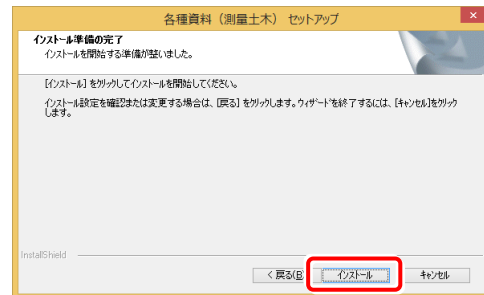 各種資料（測量土木） セットアップ
インストール準備の完了
インストールを開始する準備が整いました。
[インストール] をクリックしてインストールを開始してください。
インストール設定を確認または変更する場合は、[戻る] をクリックします。ウィザードを終了するには、[キャンセル]をクリック
します。
InstallShield
< 戻る(B) インストール キャンセル